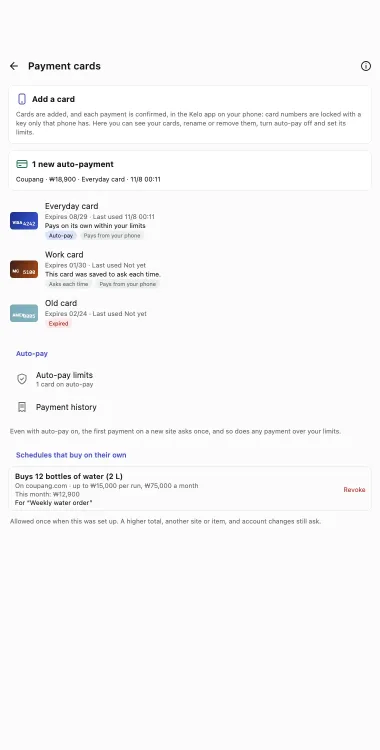 Payment cards
Add a card
Cards are added, and each payment is confirmed, in the Kelo app on your phone: card numbers are locked with a
key only that phone has. Here you can see your cards, rename or remove them, turn auto-pay off and set its
limits.
1 new auto-payment
Coupang · ₩18,900 · Everyday card · 11/8 00:11
Everyday card
VISA 4242
Expires 08/29 · Last used 11/8 00:11
Pays on its own within your limits
Auto-pay Pays from your phone
Work card
MC 5100
Expires 01/30 · Last used Not yet
This card was saved to ask each time.
Asks each time Pays from your phone
Old card
Expires 02/24 · Last used Not yet
Expired
Auto-pay
Auto-pay limits
1 card on auto-pay
Payment history
Even with auto-pay on, the first payment on a new site asks once, and so does any payment over your limits.
Schedules that buy on their own
Buys 12 bottles of water (2 L)
On coupang.com · up to ₩15,000 per run, ₩75,000 a month
This month: ₩12,900
For "Weekly water order"
Revoke
Allowed once when this was set up. A higher total, another site or item, and account changes still ask.